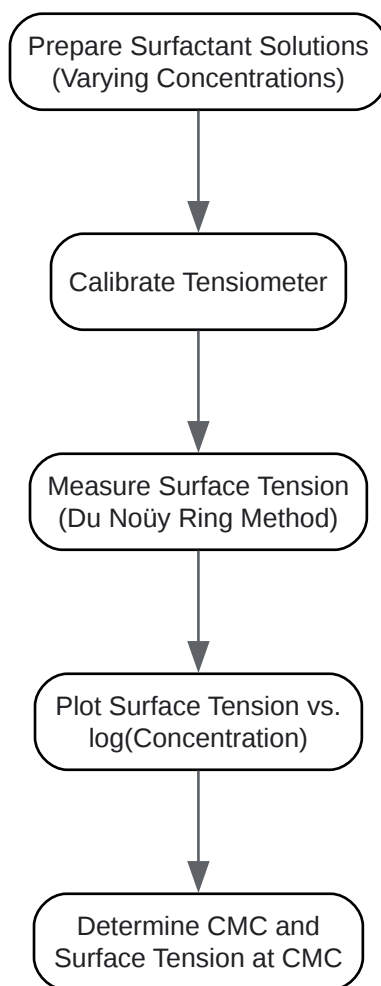 Prepare Surfactant Solutions
(Varying Concentrations)
Calibrate Tensiometer
Measure Surface Tension
(Du Noüy Ring Method)
Plot Surface Tension vs.
log(Concentration)
Determine CMC and
Surface Tension at CMC